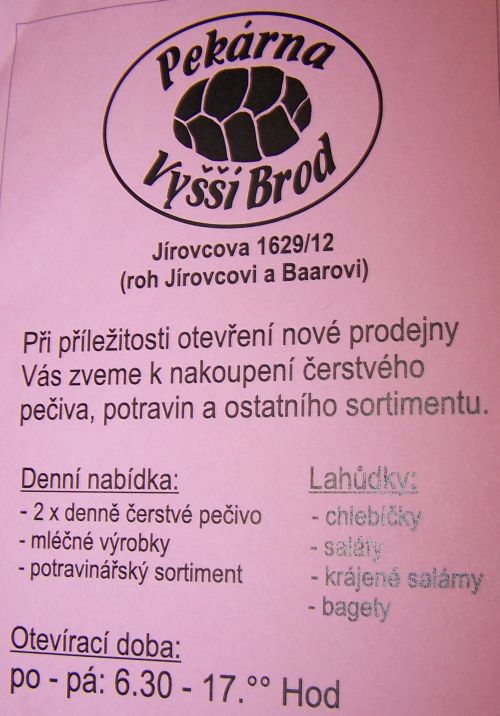 Pekárna
Vyšší Brod
Jírovcova 1629/12
(roh Jírovcovi a Baarovi)
Při příležitosti otevření nové prodejny
Vás zveme k nakoupení čerstvého
pečiva, potravin a ostatního sortimentu.
Denní nabídka:
- 2 x denně čerstvé pečivo
- mléčné výrobky
- potravinářský sortiment
Lahůdky:
- chlebíčky
- saláty
- krájené salámy
- bagety
Otevírací doba:
po - pá: 6.30 - 17.°° Hod